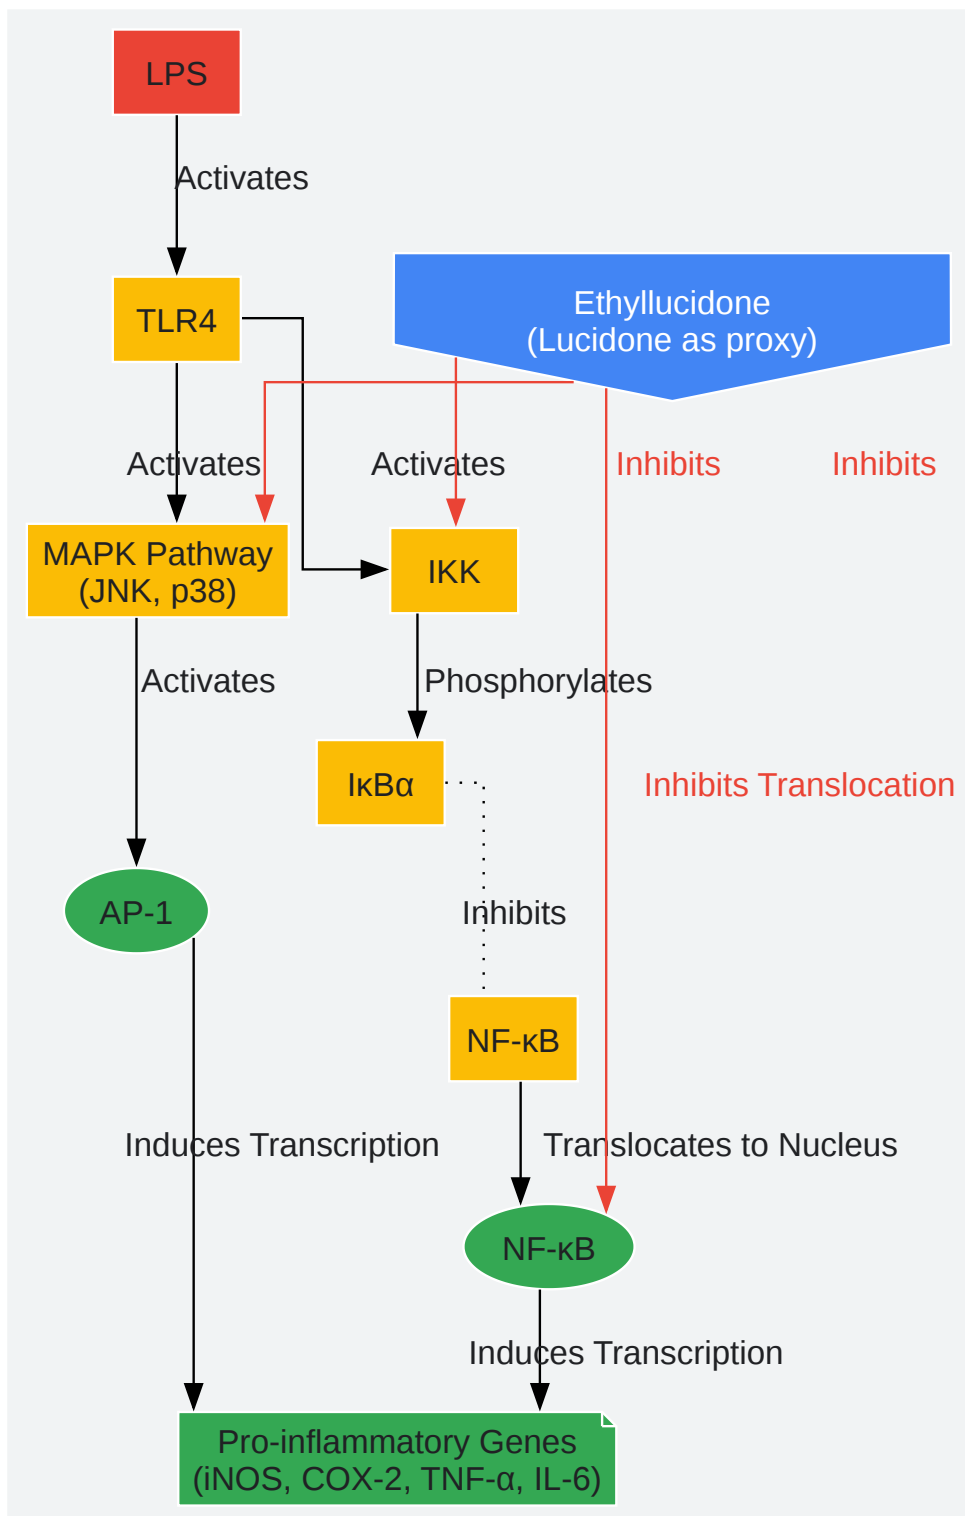 LPS
Activates
TLR4
Ethyllucidone
(Lucidone as proxy)
Activates
Activates
Inhibits
Inhibits
MAPK Pathway
(JNK, p38)
IKK
Activates
Phosphorylates
IκBα
Inhibits Translocation
AP-1
Inhibits
NF-κB
Induces Transcription
Translocates to Nucleus
NF-κB
Induces Transcription
Pro-inflammatory Genes
(iNOS, COX-2, TNF-α, IL-6)